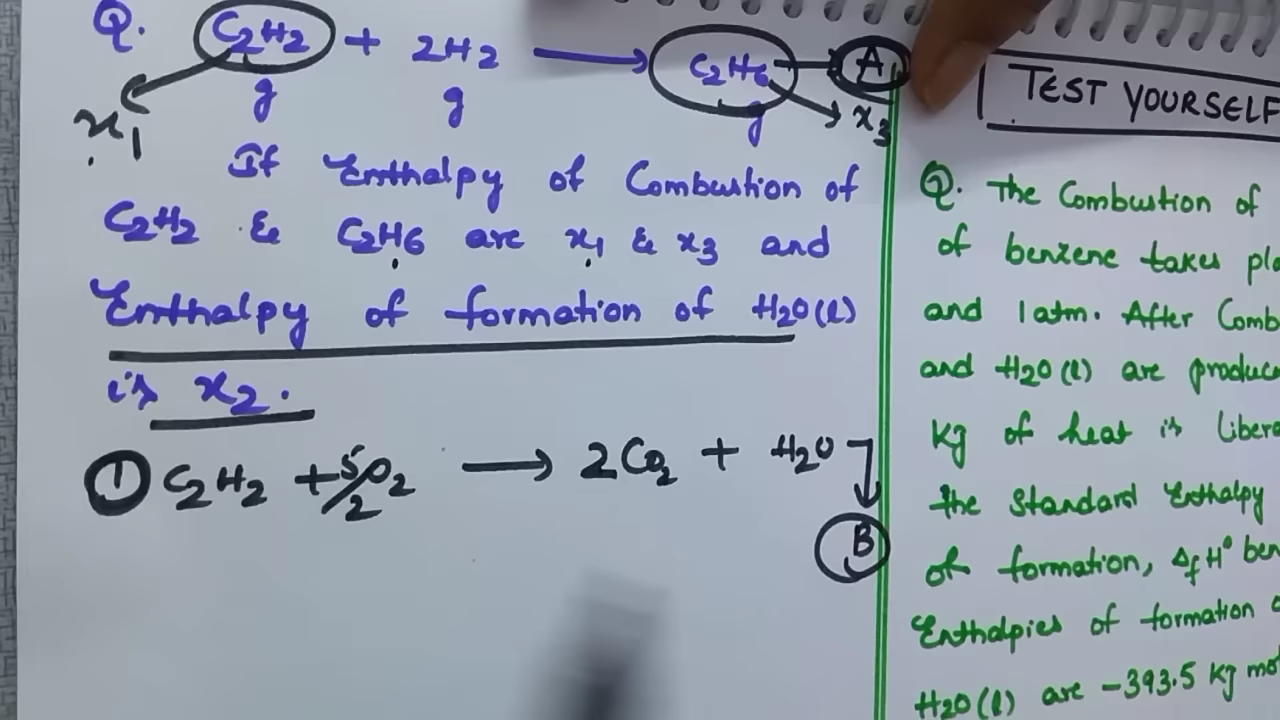 Q. C2H2 + 2H2 ⟶ C2H6 → A
g g g x3
x1
If Enthalpy of Combustion of
C2H2 & C2H6 are x1 & x3 and
Enthalpy of formation of H2O(l)
is x2.
① C2H2 + 5/2 O2 ⟶ 2CO2 + H2O
B
TEST YOURSELF
Q. The Combustion of
of benzene takes pla
and 1atm. After Comb
and H2O(l) are produc
KJ of heat is libera
the Standard Enthalpy
of formation, ΔfH° ben
Enthalpies of formation o
H2O(l) are -393.5 KJ mol